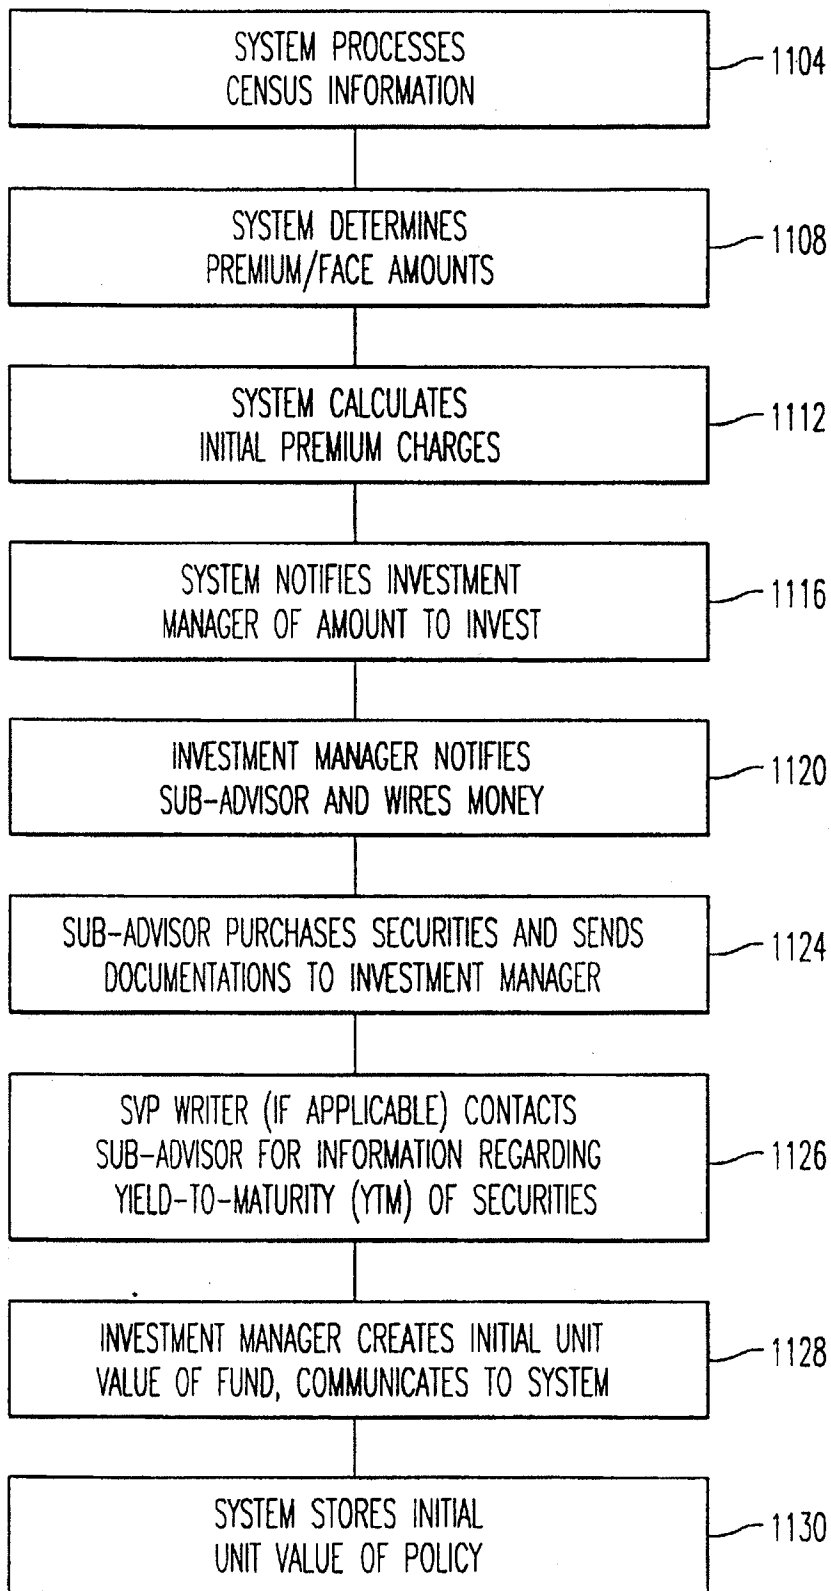 SYSTEM PROCESSES
CENSUS INFORMATION
1104
SYSTEM DETERMINES
PREMIUM/FACE AMOUNTS
1108
SYSTEM CALCULATES
INITIAL PREMIUM CHARGES
1112
SYSTEM NOTIFIES INVESTMENT
MANAGER OF AMOUNT TO INVEST
1116
INVESTMENT MANAGER NOTIFIES
SUB-ADVISOR AND WIRES MONEY
1120
SUB-ADVISOR PURCHASES SECURITIES AND SENDS
DOCUMENTATIONS TO INVESTMENT MANAGER
1124
SVP WRITER (IF APPLICABLE) CONTACTS
SUB-ADVISOR FOR INFORMATION REGARDING
YIELD-TO-MATURITY (YTM) OF SECURITIES
1126
INVESTMENT MANAGER CREATES INITIAL UNIT
VALUE OF FUND, COMMUNICATES TO SYSTEM
1128
SYSTEM STORES INITIAL
UNIT VALUE OF POLICY
1130